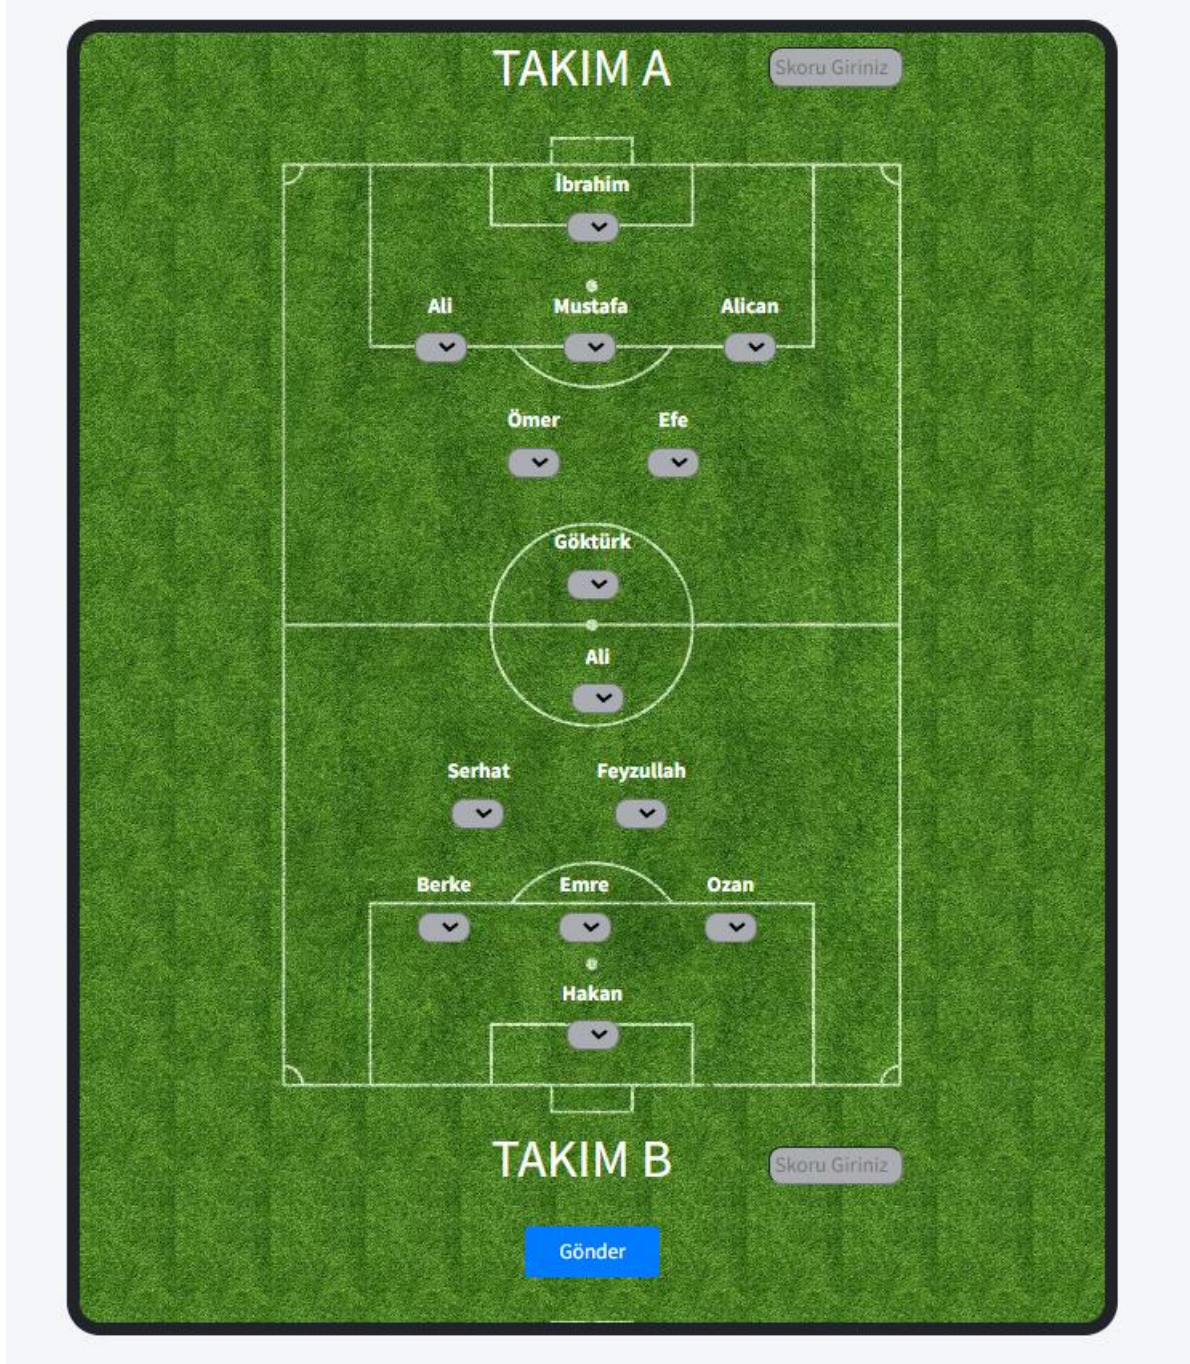 TAKIM A
Skoru Giriniz
İbrahim
Ali Mustafa Alican
Ömer Efe
Göktürk
Ali
Serhat Feyzullah
Berke Emre Ozan
Hakan
TAKIM B
Skoru Giriniz
Gönder